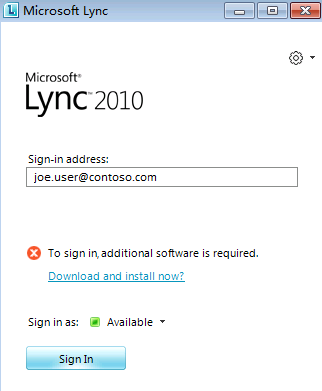 Microsoft Lync
Microsoft®
Lync™ 2010
Sign-in address:
joe.user@contoso.com
To sign in, additional software is required.
Download and install now?
Sign in as: Available
Sign In